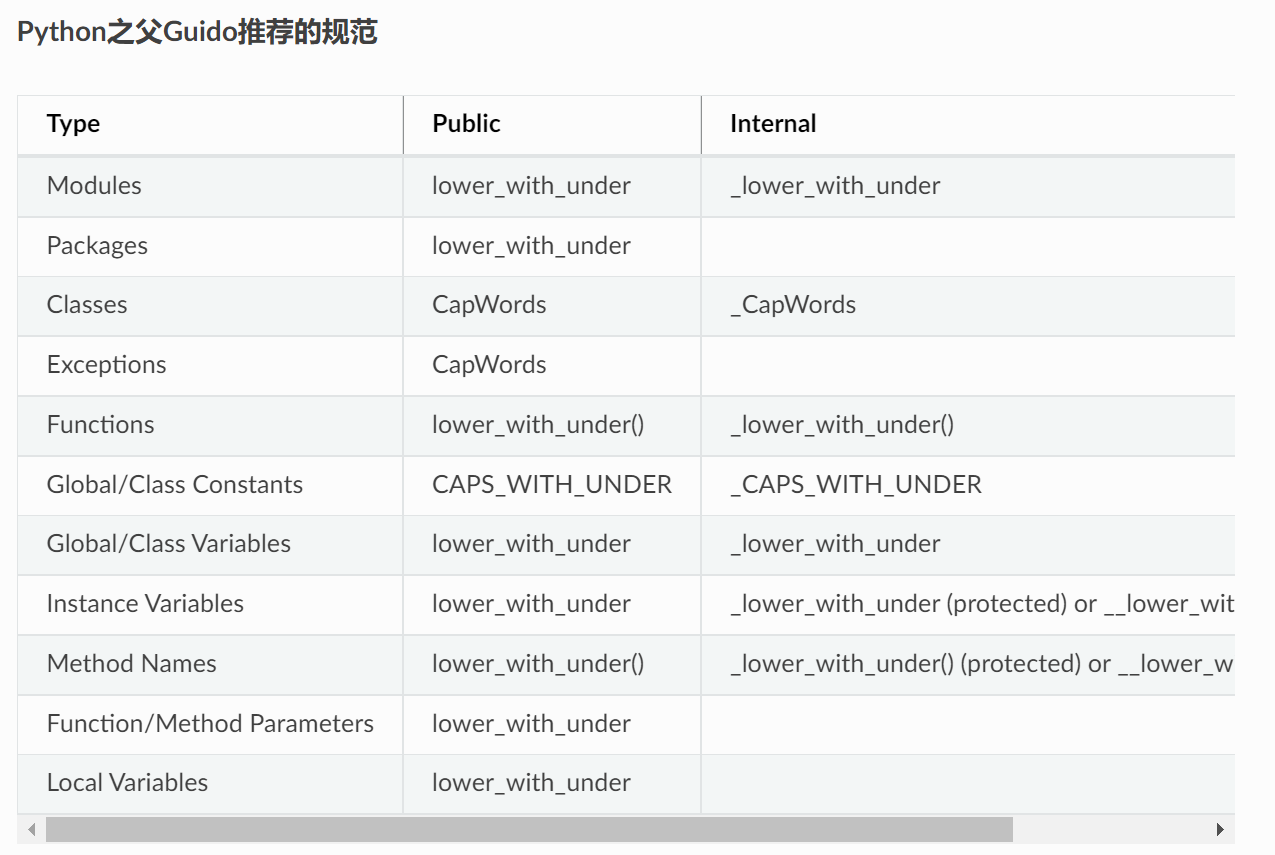 Python之父Guido推荐的规范
Type Public Internal
Modules lower_with_under _lower_with_under
Packages lower_with_under
Classes CapWords _CapWords
Exceptions CapWords
Functions lower_with_under() _lower_with_under()
Global/Class Constants CAPS_WITH_UNDER _CAPS_WITH_UNDER
Global/Class Variables lower_with_under _lower_with_under
Instance Variables lower_with_under _lower_with_under (protected) or __lower_wit
Method Names lower_with_under() _lower_with_under() (protected) or __lower_w
Function/Method Parameters lower_with_under
Local Variables lower_with_under